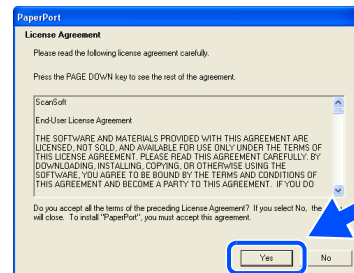 PaperPort
License Agreement
Please read the following license agreement carefully.
Press the PAGE DOWN key to see the rest of the agreement.
ScanSoft
End-User License Agreement
THE SOFTWARE AND MATERIALS PROVIDED WITH THIS AGREEMENT ARE
LICENSED, NOT SOLD, AND AVAILABLE FOR USE ONLY UNDER THE TERMS OF
THIS LICENSE AGREEMENT. PLEASE READ THIS AGREEMENT CAREFULLY. BY
DOWNLOADING, INSTALLING, COPYING, OR OTHERWISE USING THE
SOFTWARE, YOU AGREE TO BE BOUND BY THE TERMS AND CONDITIONS OF
THIS AGREEMENT AND BECOME A PARTY TO THIS AGREEMENT. IF YOU DO
Do you accept all the terms of the preceding License Agreement? If you select No, the
will close. To install "PaperPort", you must accept this agreement.
Yes
No